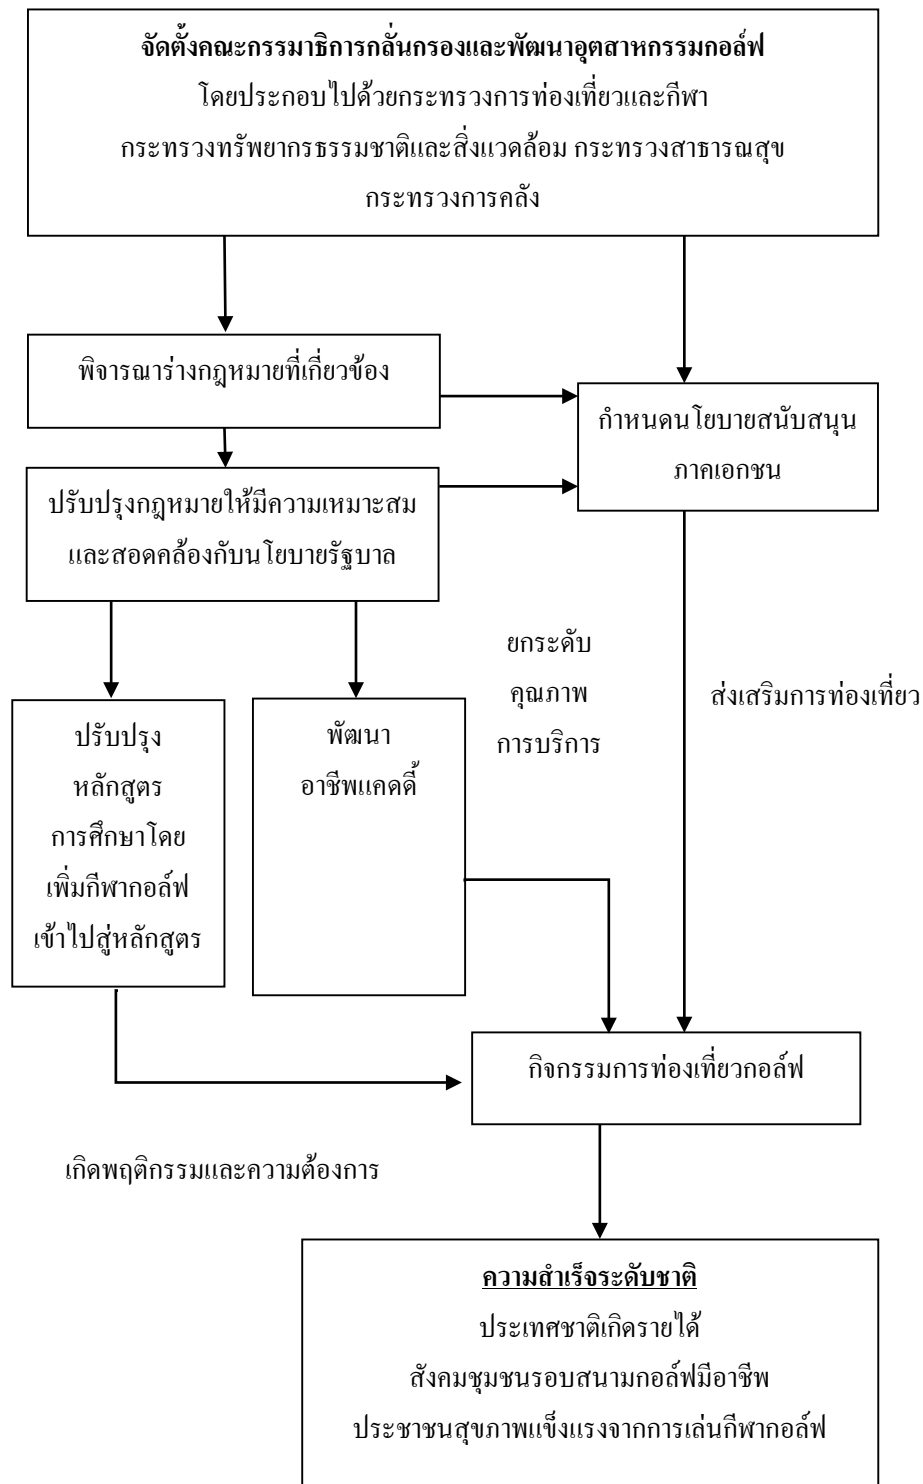 จัดตั้งคณะกรรมาธิการกลั่นกรองและพัฒนาอุตสาหกรรมกอล์ฟ
โดยประกอบไปด้วยกระทรวงการท่องเที่ยวและกีฬา
กระทรวงทรัพยากรธรรมชาติและสิ่งแวดล้อม กระทรวงสาธารณสุข
กระทรวงการคลัง
พิจารณาร่างกฎหมายที่เกี่ยวข้อง
กำหนดนโยบายสนับสนุน
ภาคเอกชน
ปรับปรุงกฎหมายให้มีความเหมาะสม
และสอดคล้องกับนโยบายรัฐบาล
ยกระดับ
คุณภาพ
การบริการ
ส่งเสริมการท่องเที่ยว
ปรับปรุง
หลักสูตร
การศึกษาโดย
เพิ่มกีฬากอล์ฟ
เข้าไปสู่หลักสูตร
พัฒนา
อาชีพแคดดี้
กิจกรรมการท่องเที่ยวกอล์ฟ
เกิดพฤติกรรมและความต้องการ
ความสำเร็จระดับชาติ
ประเทศชาติเกิดรายได้
สังคมชุมชนรอบสนามกอล์ฟมีอาชีพ
ประชาชนสุขภาพแข็งแรงจากการเล่นกีฬากอล์ฟ